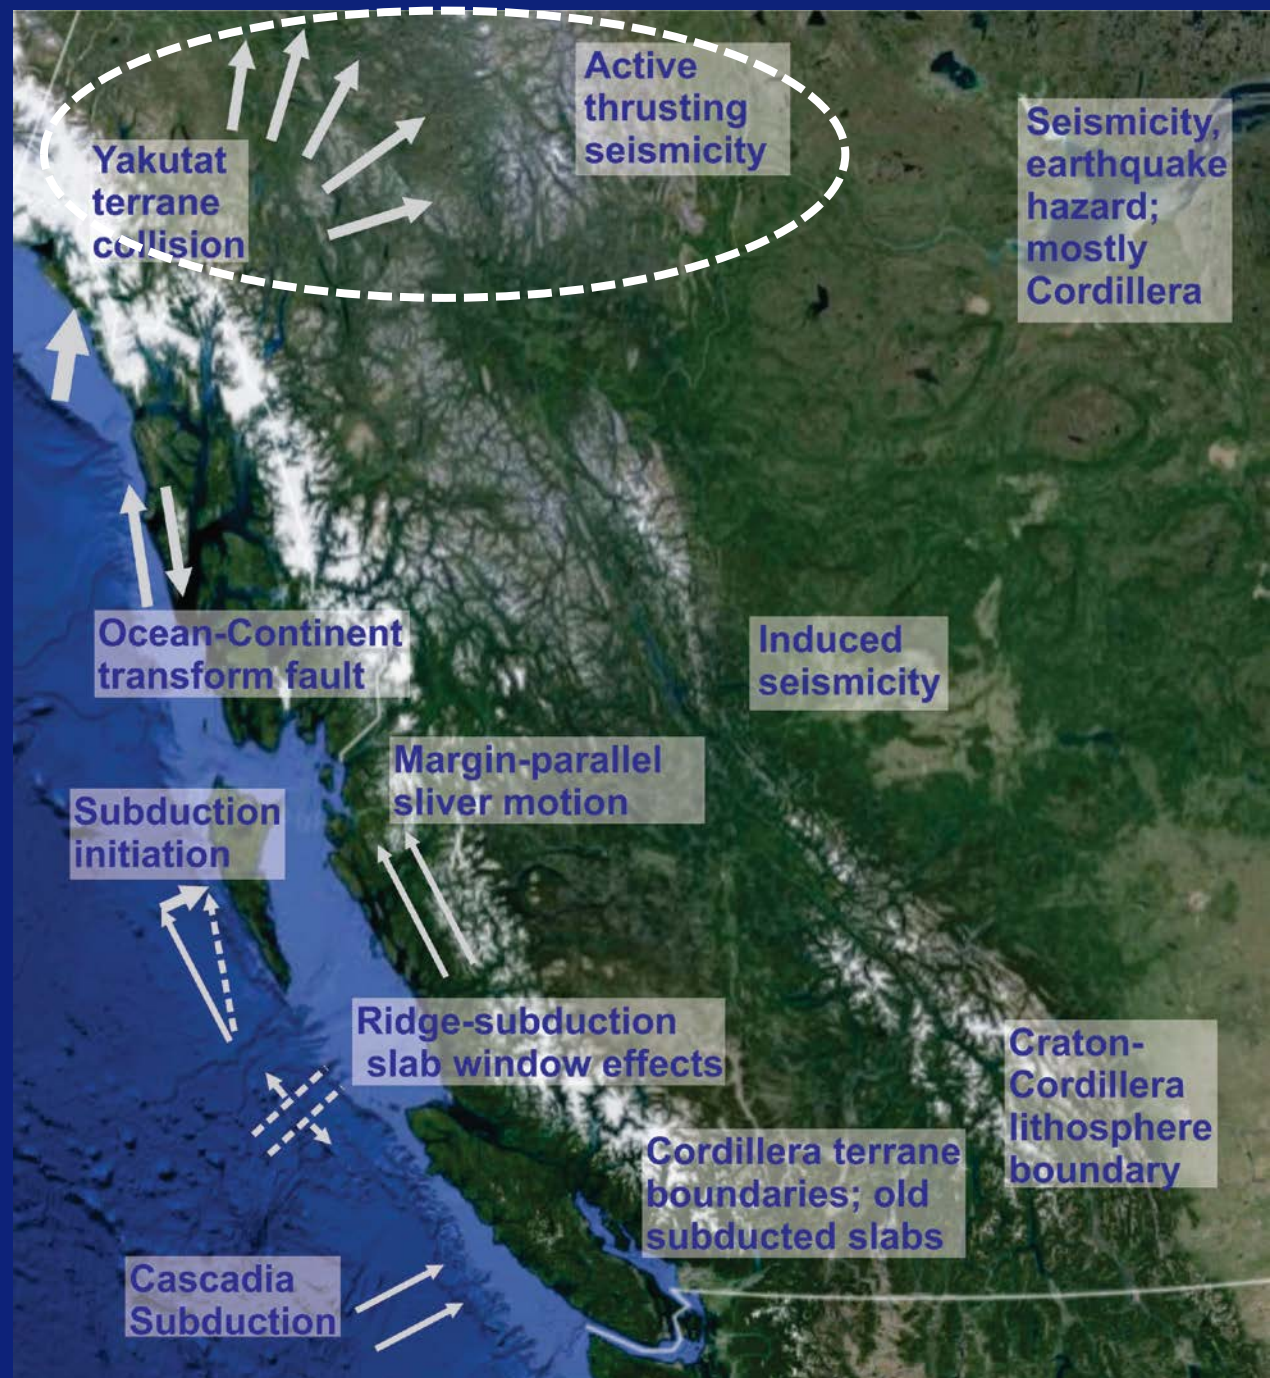 Active
thrusting
seismicity
Yakutat
terrane
collision
Seismicity,
earthquake
hazard;
mostly
Cordillera
Ocean-Continent
transform fault
Induced
seismicity
Margin-parallel
sliver motion
Subduction
initiation
Ridge-subduction
slab window effects
Craton-
Cordillera
lithosphere
boundary
Cordillera terrane
boundaries; old
subducted slabs
Cascadia
Subduction